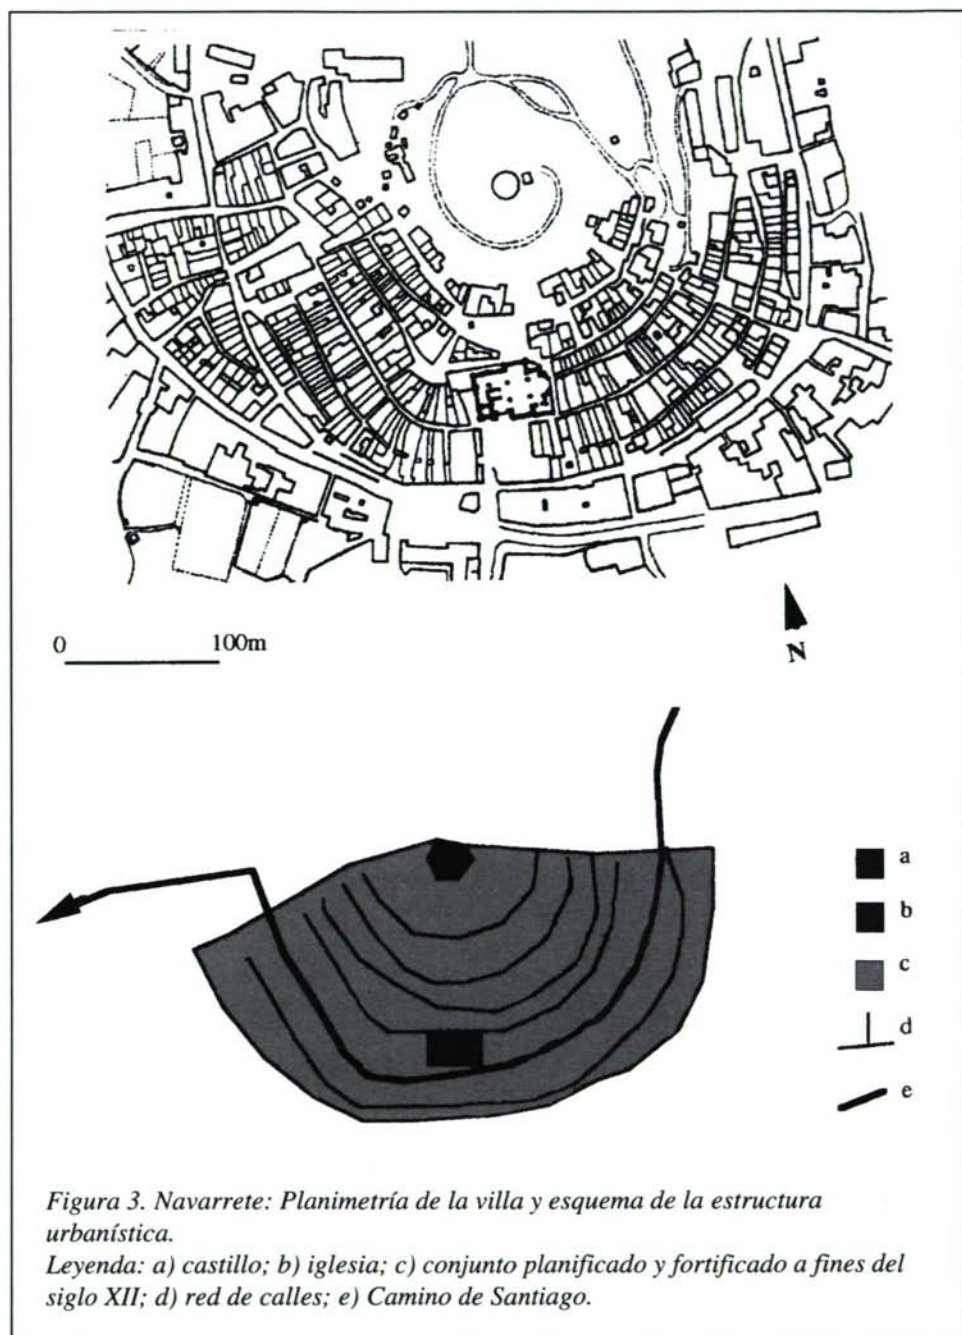 0 100m
N
a
b
c
d
e
Figura 3. Navarrete: Planimetría de la villa y esquema de la estructura
urbanística.
Leyenda: a) castillo; b) iglesia; c) conjunto planificado y fortificado a fines del
siglo XII; d) red de calles; e) Camino de Santiago.